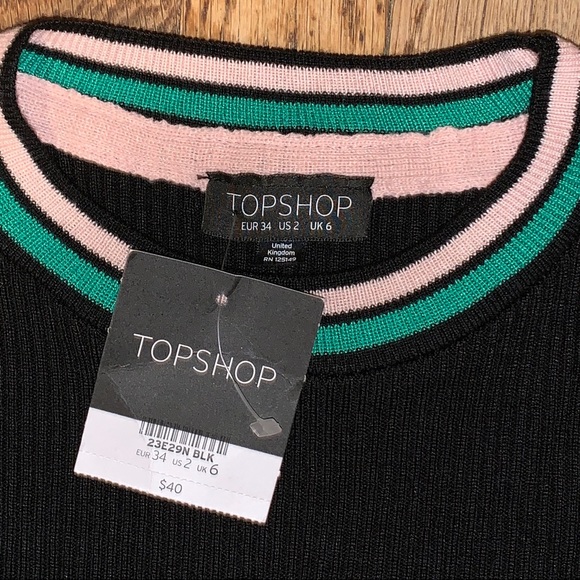 TOPSHOP
EUR 34 US 2 UK 6
United
Kingdom
TOPSHOP
23E29N BLK
EUR 34 US 2 UK 6
$40